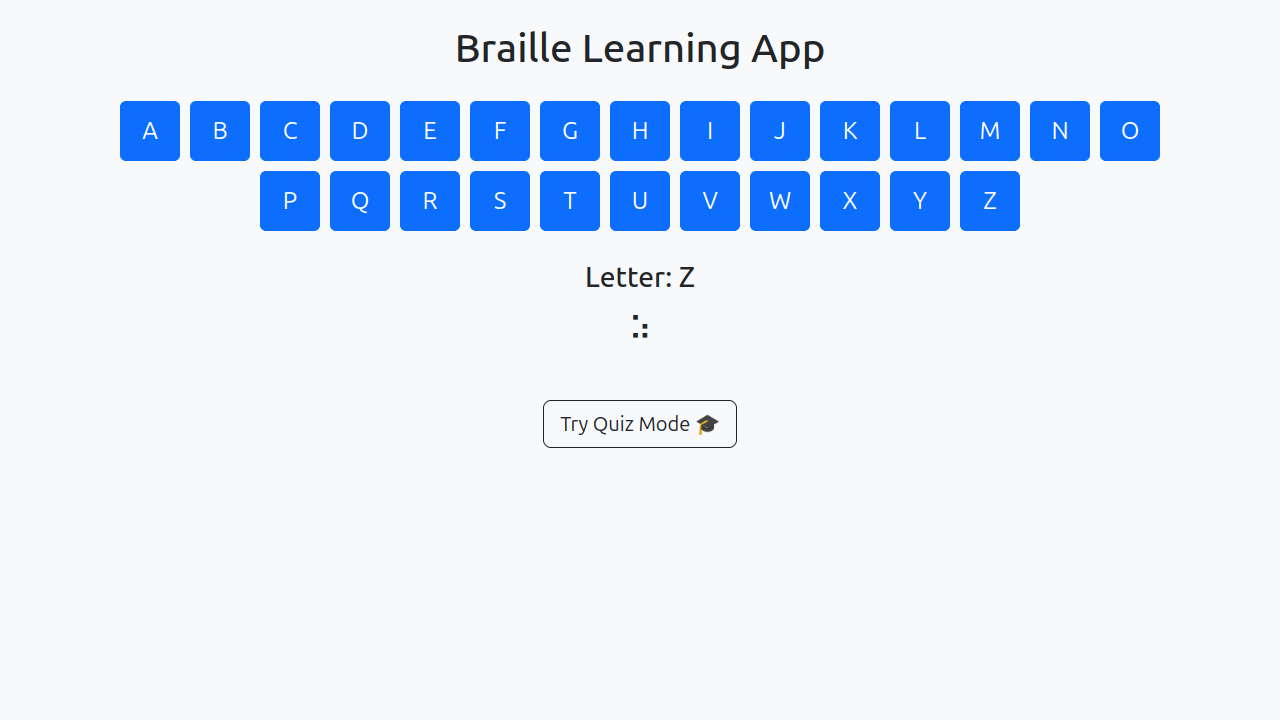 Braille Learning App
A B C D E F G H I J K L M N O
P Q R S T U V W X Y Z
Letter: Z
⠵
Try Quiz Mode 🎓